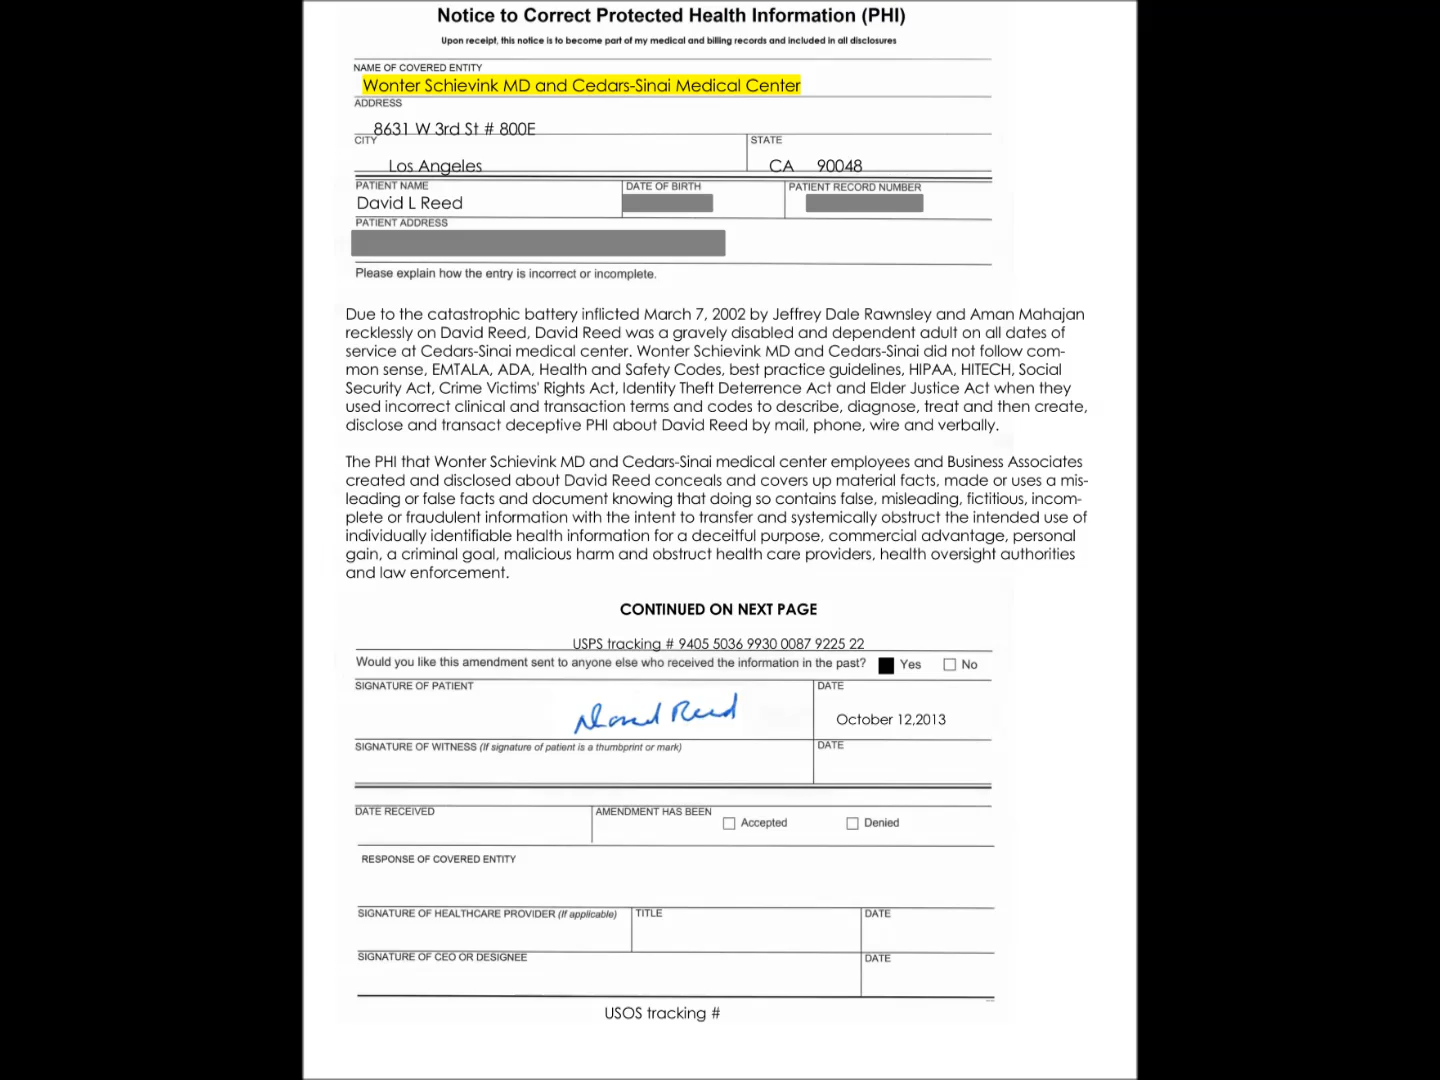 Notice to Correct Protected Health Information (PHI)
Upon receipt, this notice is to become part of my medical and billing records and included in all disclosures
NAME OF COVERED ENTITY
Wonter Schievink MD and Cedars-Sinai Medical Center
ADDRESS
8631 W 3rd St # 800E
CITY STATE
Los Angeles CA 90048
PATIENT NAME DATE OF BIRTH PATIENT RECORD NUMBER
David L Reed
PATIENT ADDRESS
Please explain how the entry is incorrect or incomplete.
Due to the catastrophic battery inflicted March 7, 2002 by Jeffrey Dale Rawnsley and Aman Mahajan
recklessly on David Reed, David Reed was a gravely disabled and dependent adult on all dates of
service at Cedars-Sinai medical center. Wonter Schievink MD and Cedars-Sinai did not follow com-
mon sense, EMTALA, ADA, Health and Safety Codes, best practice guidelines, HIPAA, HITECH, Social
Security Act, Crime Victims' Rights Act, Identity Theft Deterrence Act and Elder Justice Act when they
used incorrect clinical and transaction terms and codes to describe, diagnose, treat and then create,
disclose and transact deceptive PHI about David Reed by mail, phone, wire and verbally.
The PHI that Wonter Schievink MD and Cedars-Sinai medical center employees and Business Associates
created and disclosed about David Reed conceals and covers up material facts, made or uses a mis-
leading or false facts and document knowing that doing so contains false, misleading, fictitious, incom-
plete or fraudulent information with the intent to transfer and systemically obstruct the intended use of
individually identifiable health information for a deceitful purpose, commercial advantage, personal
gain, a criminal goal, malicious harm and obstruct health care providers, health oversight authorities
and law enforcement.
CONTINUED ON NEXT PAGE
USPS tracking # 9405 5036 9930 0087 9225 22
Would you like this amendment sent to anyone else who received the information in the past? Yes No
SIGNATURE OF PATIENT DATE
David Reed October 12,2013
SIGNATURE OF WITNESS (If signature of patient is a thumbprint or mark) DATE
DATE RECEIVED AMENDMENT HAS BEEN Accepted Denied
RESPONSE OF COVERED ENTITY
SIGNATURE OF HEALTHCARE PROVIDER (If applicable) TITLE DATE
SIGNATURE OF CEO OR DESIGNEE DATE
USOS tracking #